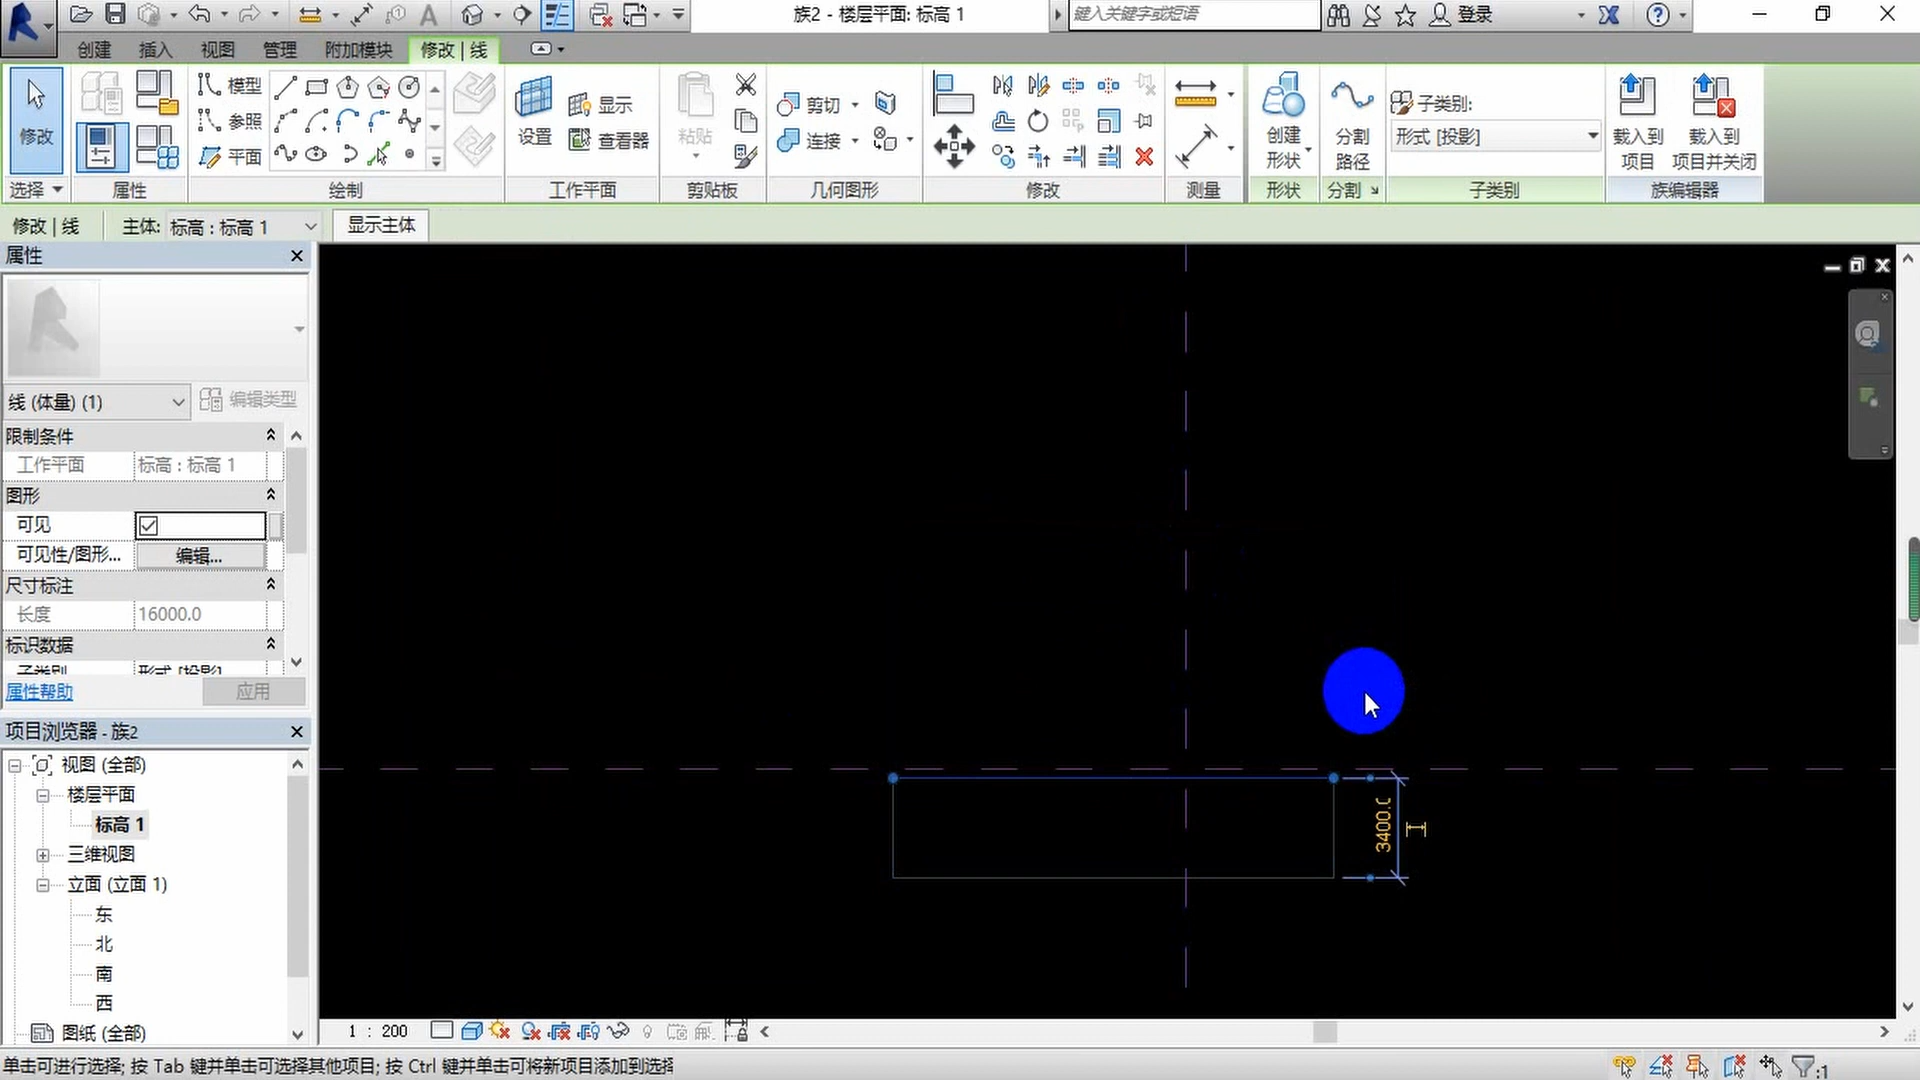 族2 - 楼层平面: 标高 1
键入关键字或短语
登录
创建 插入 视图 管理 附加模块 修改 | 线
模型
参照
平面
修改
设置
显示
查看器
粘贴
剪切
连接
创建
形状
分割
路径
子类别:
形式 [投影]
载入到
项目
载入到
项目并关闭
选择 属性 绘制 工作平面 剪贴板 几何图形 修改 测量 形状 分割 子类别 族编辑器
修改 | 线 主体: 标高 : 标高 1 显示主体
属性
线 (体量) (1) 编辑类型
限制条件
工作平面 标高 : 标高 1
图形
可见
可见性/图形... 编辑...
尺寸标注
长度 16000.0
标识数据
子类别 形式 [投影]
属性帮助 应用
项目浏览器 - 族2
视图 (全部)
楼层平面
标高 1
三维视图
立面 (立面 1)
东
北
南
西
图纸 (全部)
3400.0
1 : 200
单击可进行选择; 按 Tab 键并单击可选择其他项目; 按 Ctrl 键并单击可将新项目添加到选择
:1